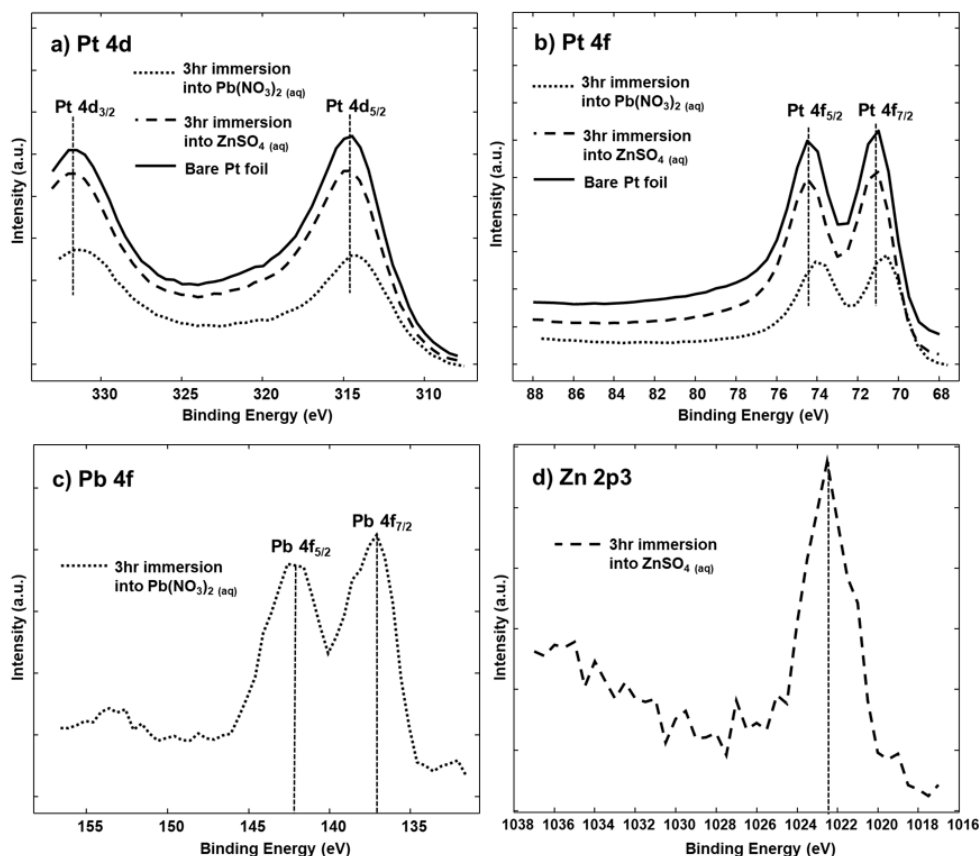 a) Pt 4d
3hr immersion
into Pb(NO₃)₂ (aq)
Pt 4d₃/₂
Pt 4d₅/₂
3hr immersion
into ZnSO₄ (aq)
Bare Pt foil
Intensity (a.u.)
330 325 320 315 310
Binding Energy (eV)
b) Pt 4f
3hr immersion
into Pb(NO₃)₂ (aq)
Pt 4f₅/₂ Pt 4f₇/₂
3hr immersion
into ZnSO₄ (aq)
Bare Pt foil
Intensity (a.u.)
88 86 84 82 80 78 76 74 72 70 68
Binding Energy (eV)
c) Pb 4f
Pb 4f₇/₂
Pb 4f₅/₂
3hr immersion
into Pb(NO₃)₂ (aq)
Intensity (a.u.)
155 150 145 140 135
Binding Energy (eV)
d) Zn 2p3
3hr immersion
into ZnSO₄ (aq)
Intensity (a.u.)
1038 1036 1034 1032 1030 1028 1026 1024 1022 1020 1018 1016
Binding Energy (eV)